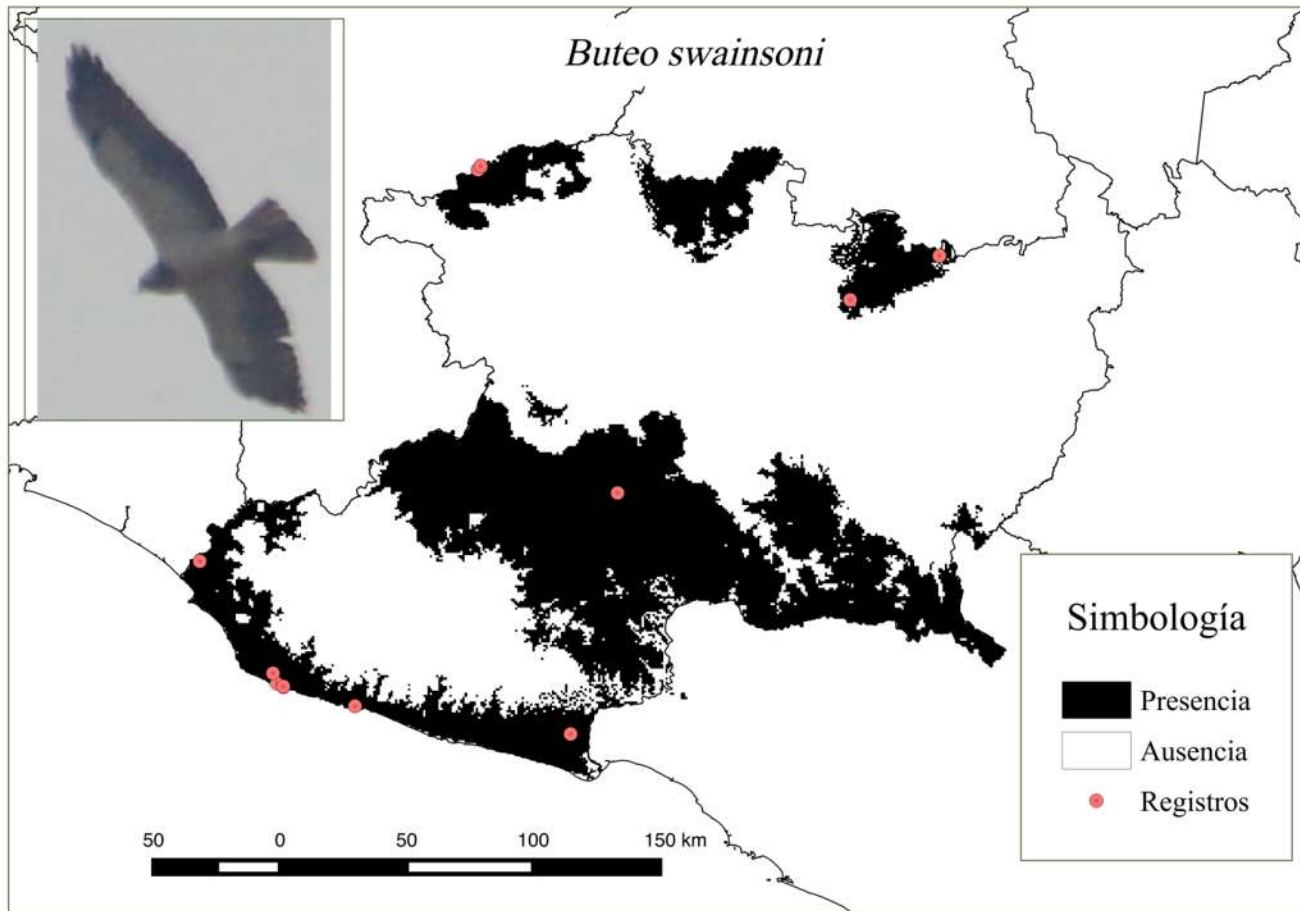 Buteo swainsoni
Simbología
Presencia
Ausencia
Registros
50 0 50 100 150 km